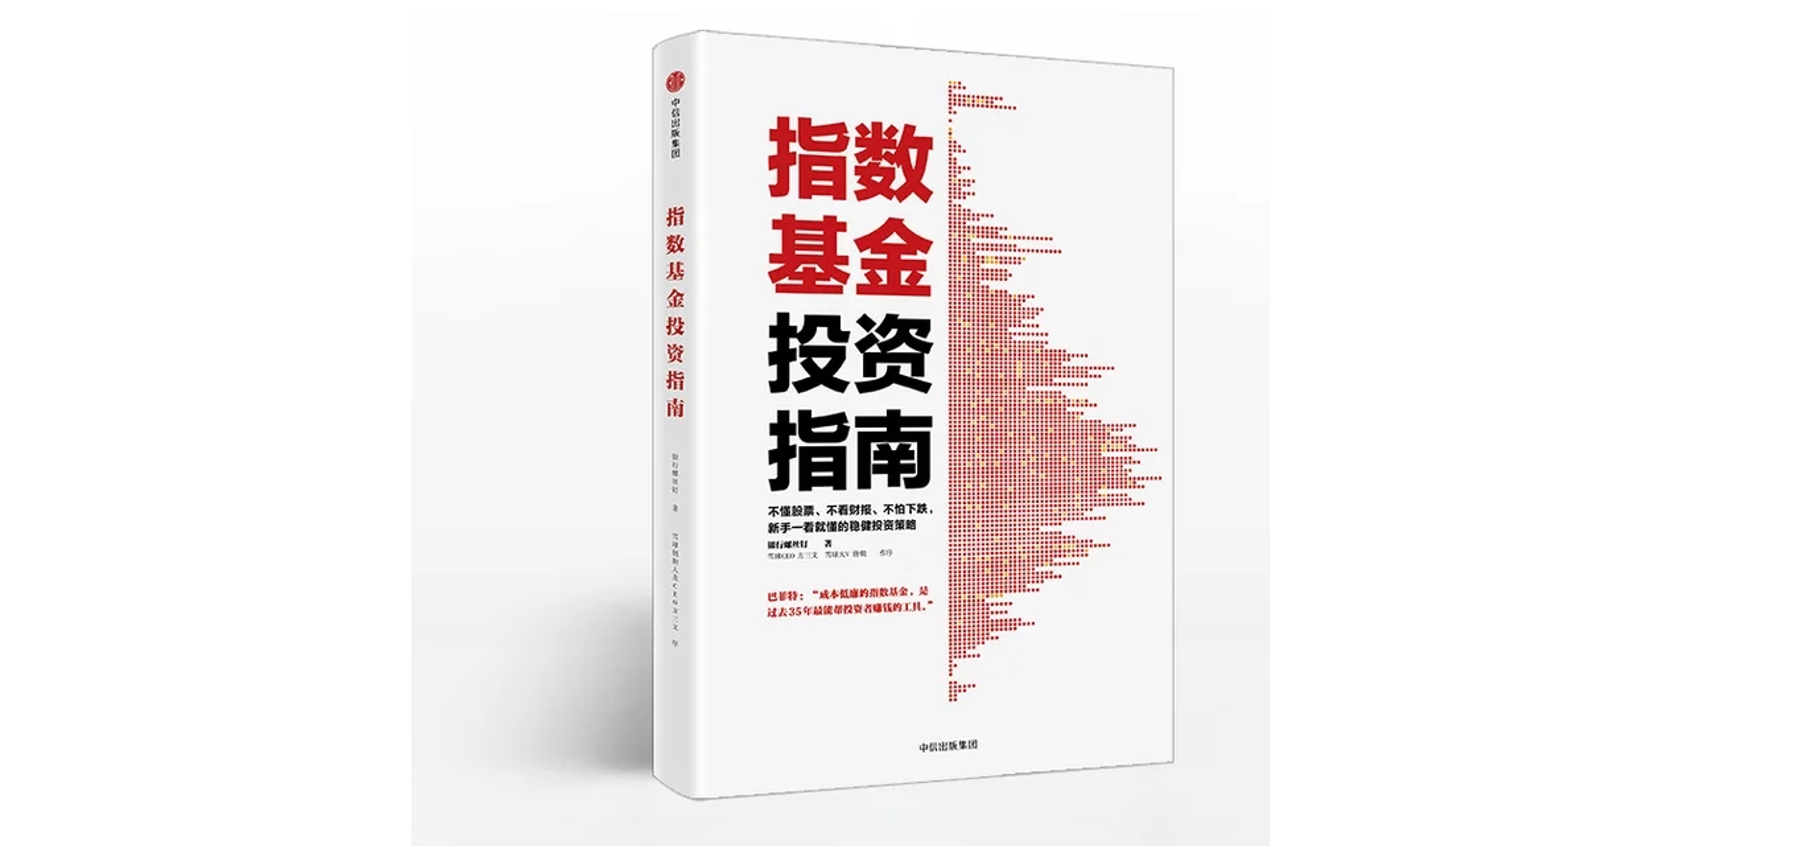 中信出版集团
指数基金投资指南
银行螺丝钉 著
雪球创始人及CEO方三文 序
指数
基金
投资
指南
不懂股票、不看财报、不怕下跌，
新手一看就懂的稳健投资策略
银行螺丝钉 著
雪球CEO 方三文 雪球大V 作序
巴菲特：“成本低廉的指数基金，是
过去35年最能帮投资者赚钱的工具。”
中信出版集团